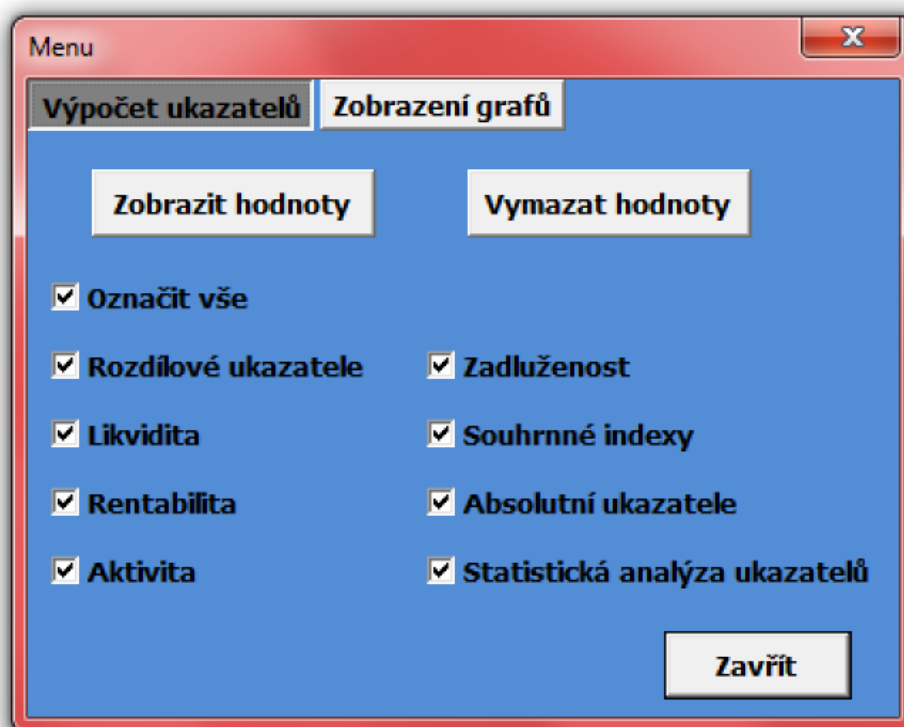 Menu
Výpočet ukazatelů Zobrazení grafů
Zobrazit hodnoty Vymazat hodnoty
Označit vše
Rozdílové ukazatele Zadluženost
Likvidita Souhrnné indexy
Rentabilita Absolutní ukazatele
Aktivita Statistická analýza ukazatelů
Zavřít